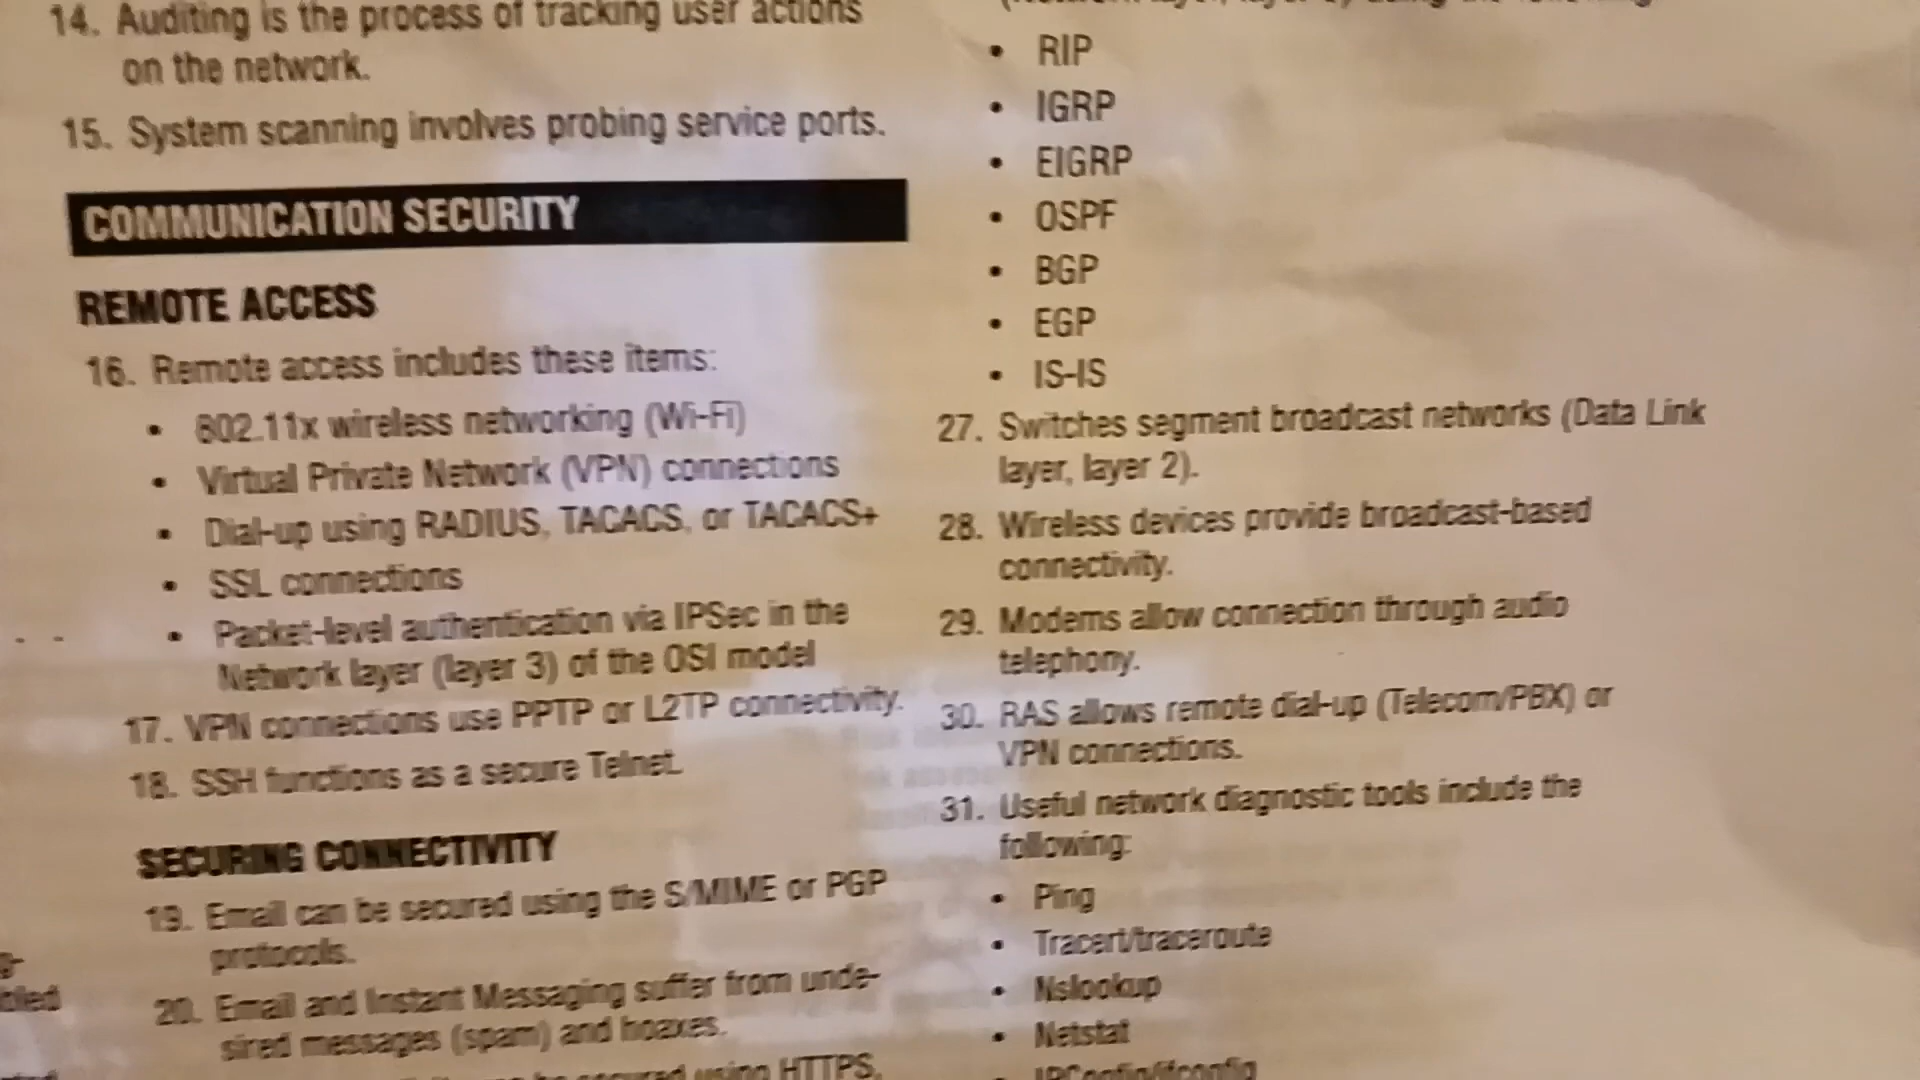 14. Auditing is the process of tracking user actions
on the network.
15. System scanning involves probing service ports.
COMMUNICATION SECURITY
REMOTE ACCESS
16. Remote access includes these items:
• 802.11x wireless networking (Wi-Fi)
• Virtual Private Network (VPN) connections
• Dial-up using RADIUS, TACACS, or TACACS+
• SSL connections
• Packet-level authentication via IPSec in the
Network layer (layer 3) of the OSI model
17. VPN connections use PPTP or L2TP connectivity.
18. SSH functions as a secure Telnet.
SECURING CONNECTIVITY
19. Email can be secured using the S/MIME or PGP
protocols.
20. Email and Instant Messaging suffer from unde-
sired messages (spam) and hoaxes.
secured using HTTPS,
• RIP
• IGRP
• EIGRP
• OSPF
• BGP
• EGP
• IS-IS
27. Switches segment broadcast networks (Data Link
layer, layer 2).
28. Wireless devices provide broadcast-based
connectivity.
29. Modems allow connection through audio
telephony.
30. RAS allows remote dial-up (Telecom/PBX) or
VPN connections.
31. Useful network diagnostic tools include the
following:
• Ping
• Tracert/traceroute
• Nslookup
• Netstat
• IPConfig/ifconfig